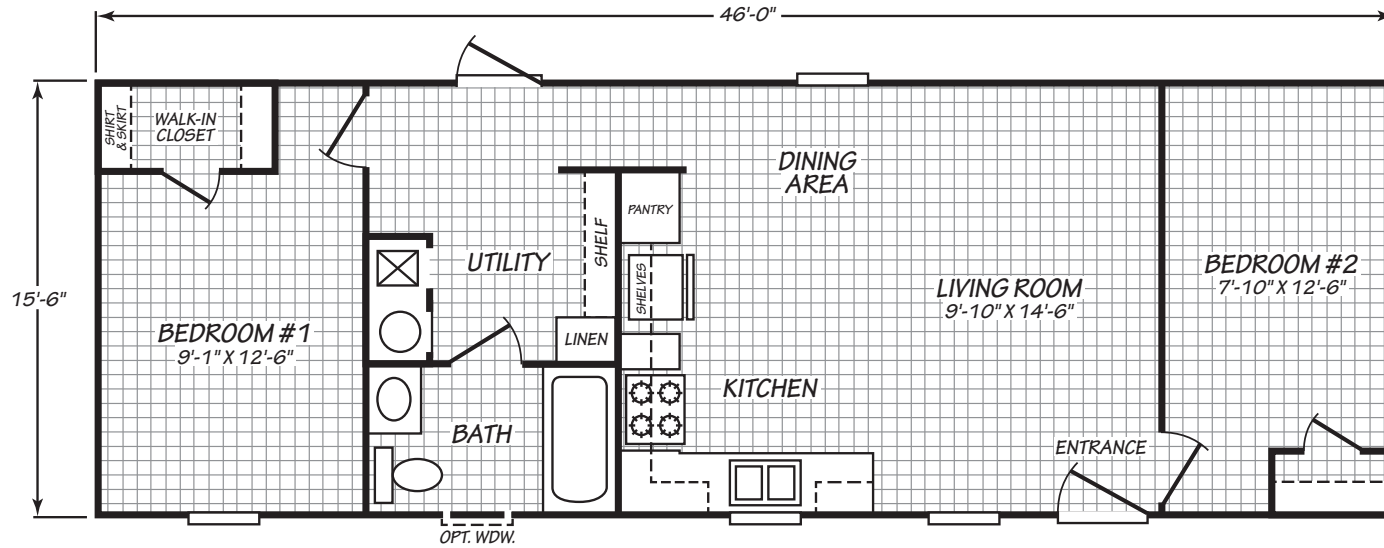 46'-0"
15'-6"
SHIRT
& SKIRT
WALK-IN
CLOSET
DINING
AREA
PANTRY
SHELF
UTILITY
SHELVES
BEDROOM #2
7'-10" X 12'-6"
LIVING ROOM
9'-10" X 14'-6"
BEDROOM #1
9'-1" X 12'-6"
LINEN
KITCHEN
BATH
ENTRANCE
OPT. WDW.